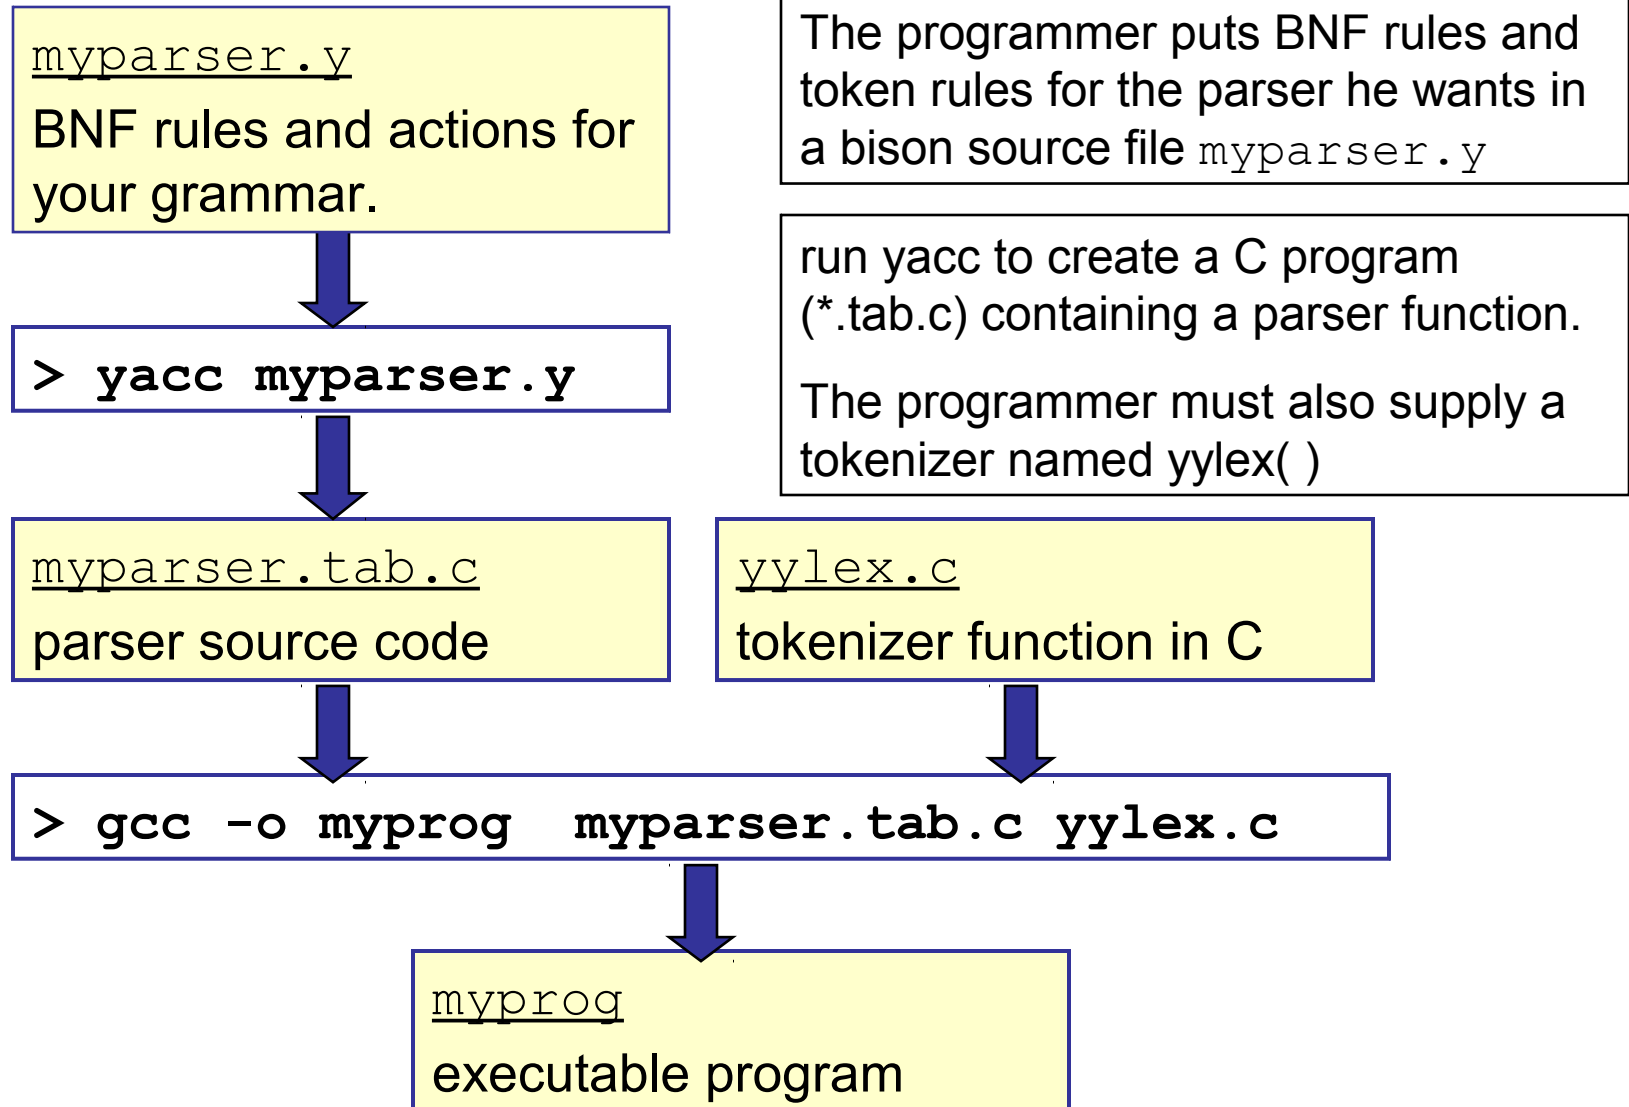 myparser.y
BNF rules and actions for
your grammar.
The programmer puts BNF rules and
token rules for the parser he wants in
a bison source file myparser.y
> yacc myparser.y
run yacc to create a C program
(*.tab.c) containing a parser function.
The programmer must also supply a
tokenizer named yylex( )
myparser.tab.c
parser source code
yylex.c
tokenizer function in C
> gcc -o myprog  myparser.tab.c yylex.c
myprog
executable program